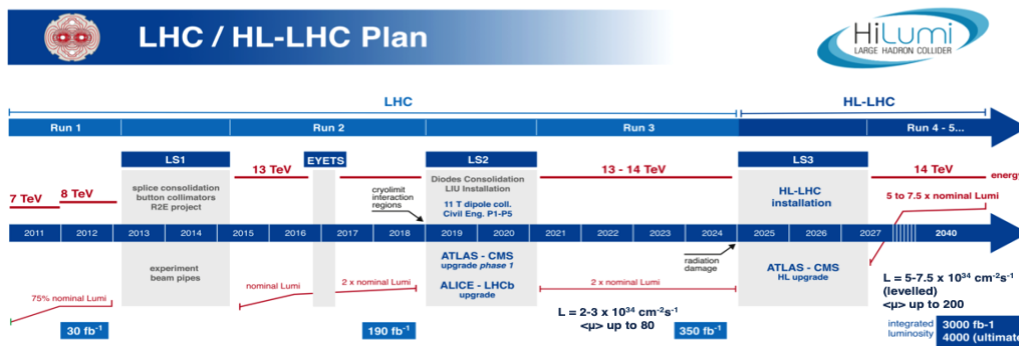 LHC / HL-LHC Plan
HiLumi
LARGE HADRON COLLIDER
LHC
HL-LHC
Run 1
Run 2
Run 3
Run 4 - 5...
LS1
EYETS
LS2
LS3
7 TeV
8 TeV
13 TeV
13 - 14 TeV
14 TeV
energy
splice consolidation
button collimators
R2E project
cryolimit
interaction
regions
Diodes Consolidation
LIU Installation
11 T dipole coll.
Civil Eng. P1-P5
HL-LHC
installation
5 to 7.5 x nominal Lumi
2011 2012 2013 2014 2015 2016 2017 2018 2019 2020 2021 2022 2023 2024 2025 2026 2027 2040
experiment
beam pipes
ATLAS - CMS
upgrade phase 1
ALICE - LHCb
upgrade
radiation
damage
ATLAS - CMS
HL upgrade
75% nominal Lumi
nominal Lumi
2 x nominal Lumi
2 x nominal Lumi
L = 2-3 x 10³⁴ cm⁻²s⁻¹
<µ> up to 80
L = 5-7.5 x 10³⁴ cm⁻²s⁻¹
(levelled)
<µ> up to 200
30 fb⁻¹
190 fb⁻¹
350 fb⁻¹
integrated
luminosity
3000 fb-1
4000 (ultimate